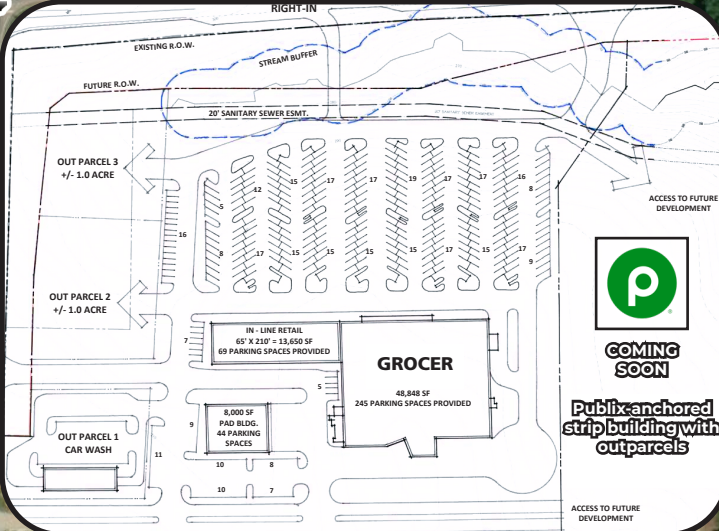 RIGHT-IN
EXISTING R.O.W.
STREAM BUFFER
FUTURE R.O.W.
20' SANITARY SEWER ESMT.
OUT PARCEL 3
+/- 1.0 ACRE
12
15
17
17
19
17
17
16
5
8
16
8
17
15
15
17
15
17
15
17
9
ACCESS TO FUTURE
DEVELOPMENT
OUT PARCEL 2
+/- 1.0 ACRE
p
®
COMING
SOON
Publix-anchored
strip building with
outparcels
IN - LINE RETAIL
65' X 210' = 13,650 SF
69 PARKING SPACES PROVIDED
7
5
GROCER
48,848 SF
245 PARKING SPACES PROVIDED
8,000 SF
PAD BLDG.
44 PARKING
SPACES
9
11
10
8
10
7
OUT PARCEL 1
CAR WASH
ACCESS TO FUTURE
DEVELOPMENT